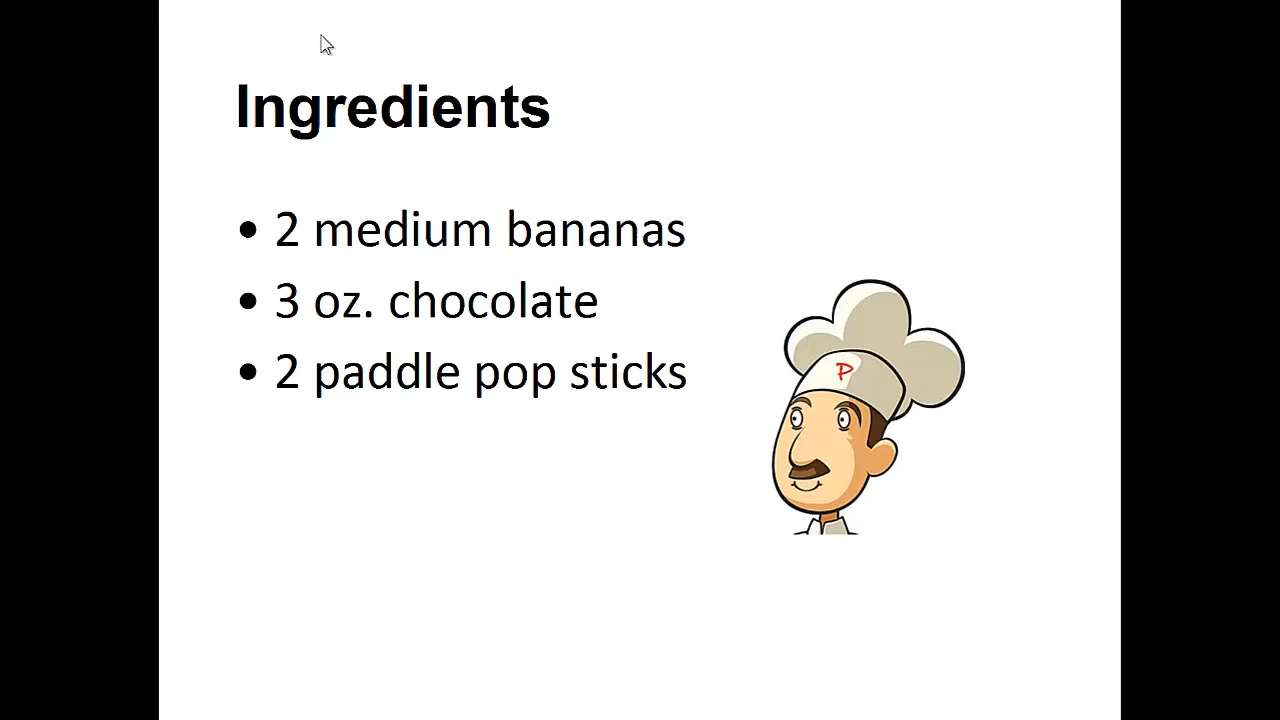 Ingredients
• 2 medium bananas
• 3 oz. chocolate
• 2 paddle pop sticks
P